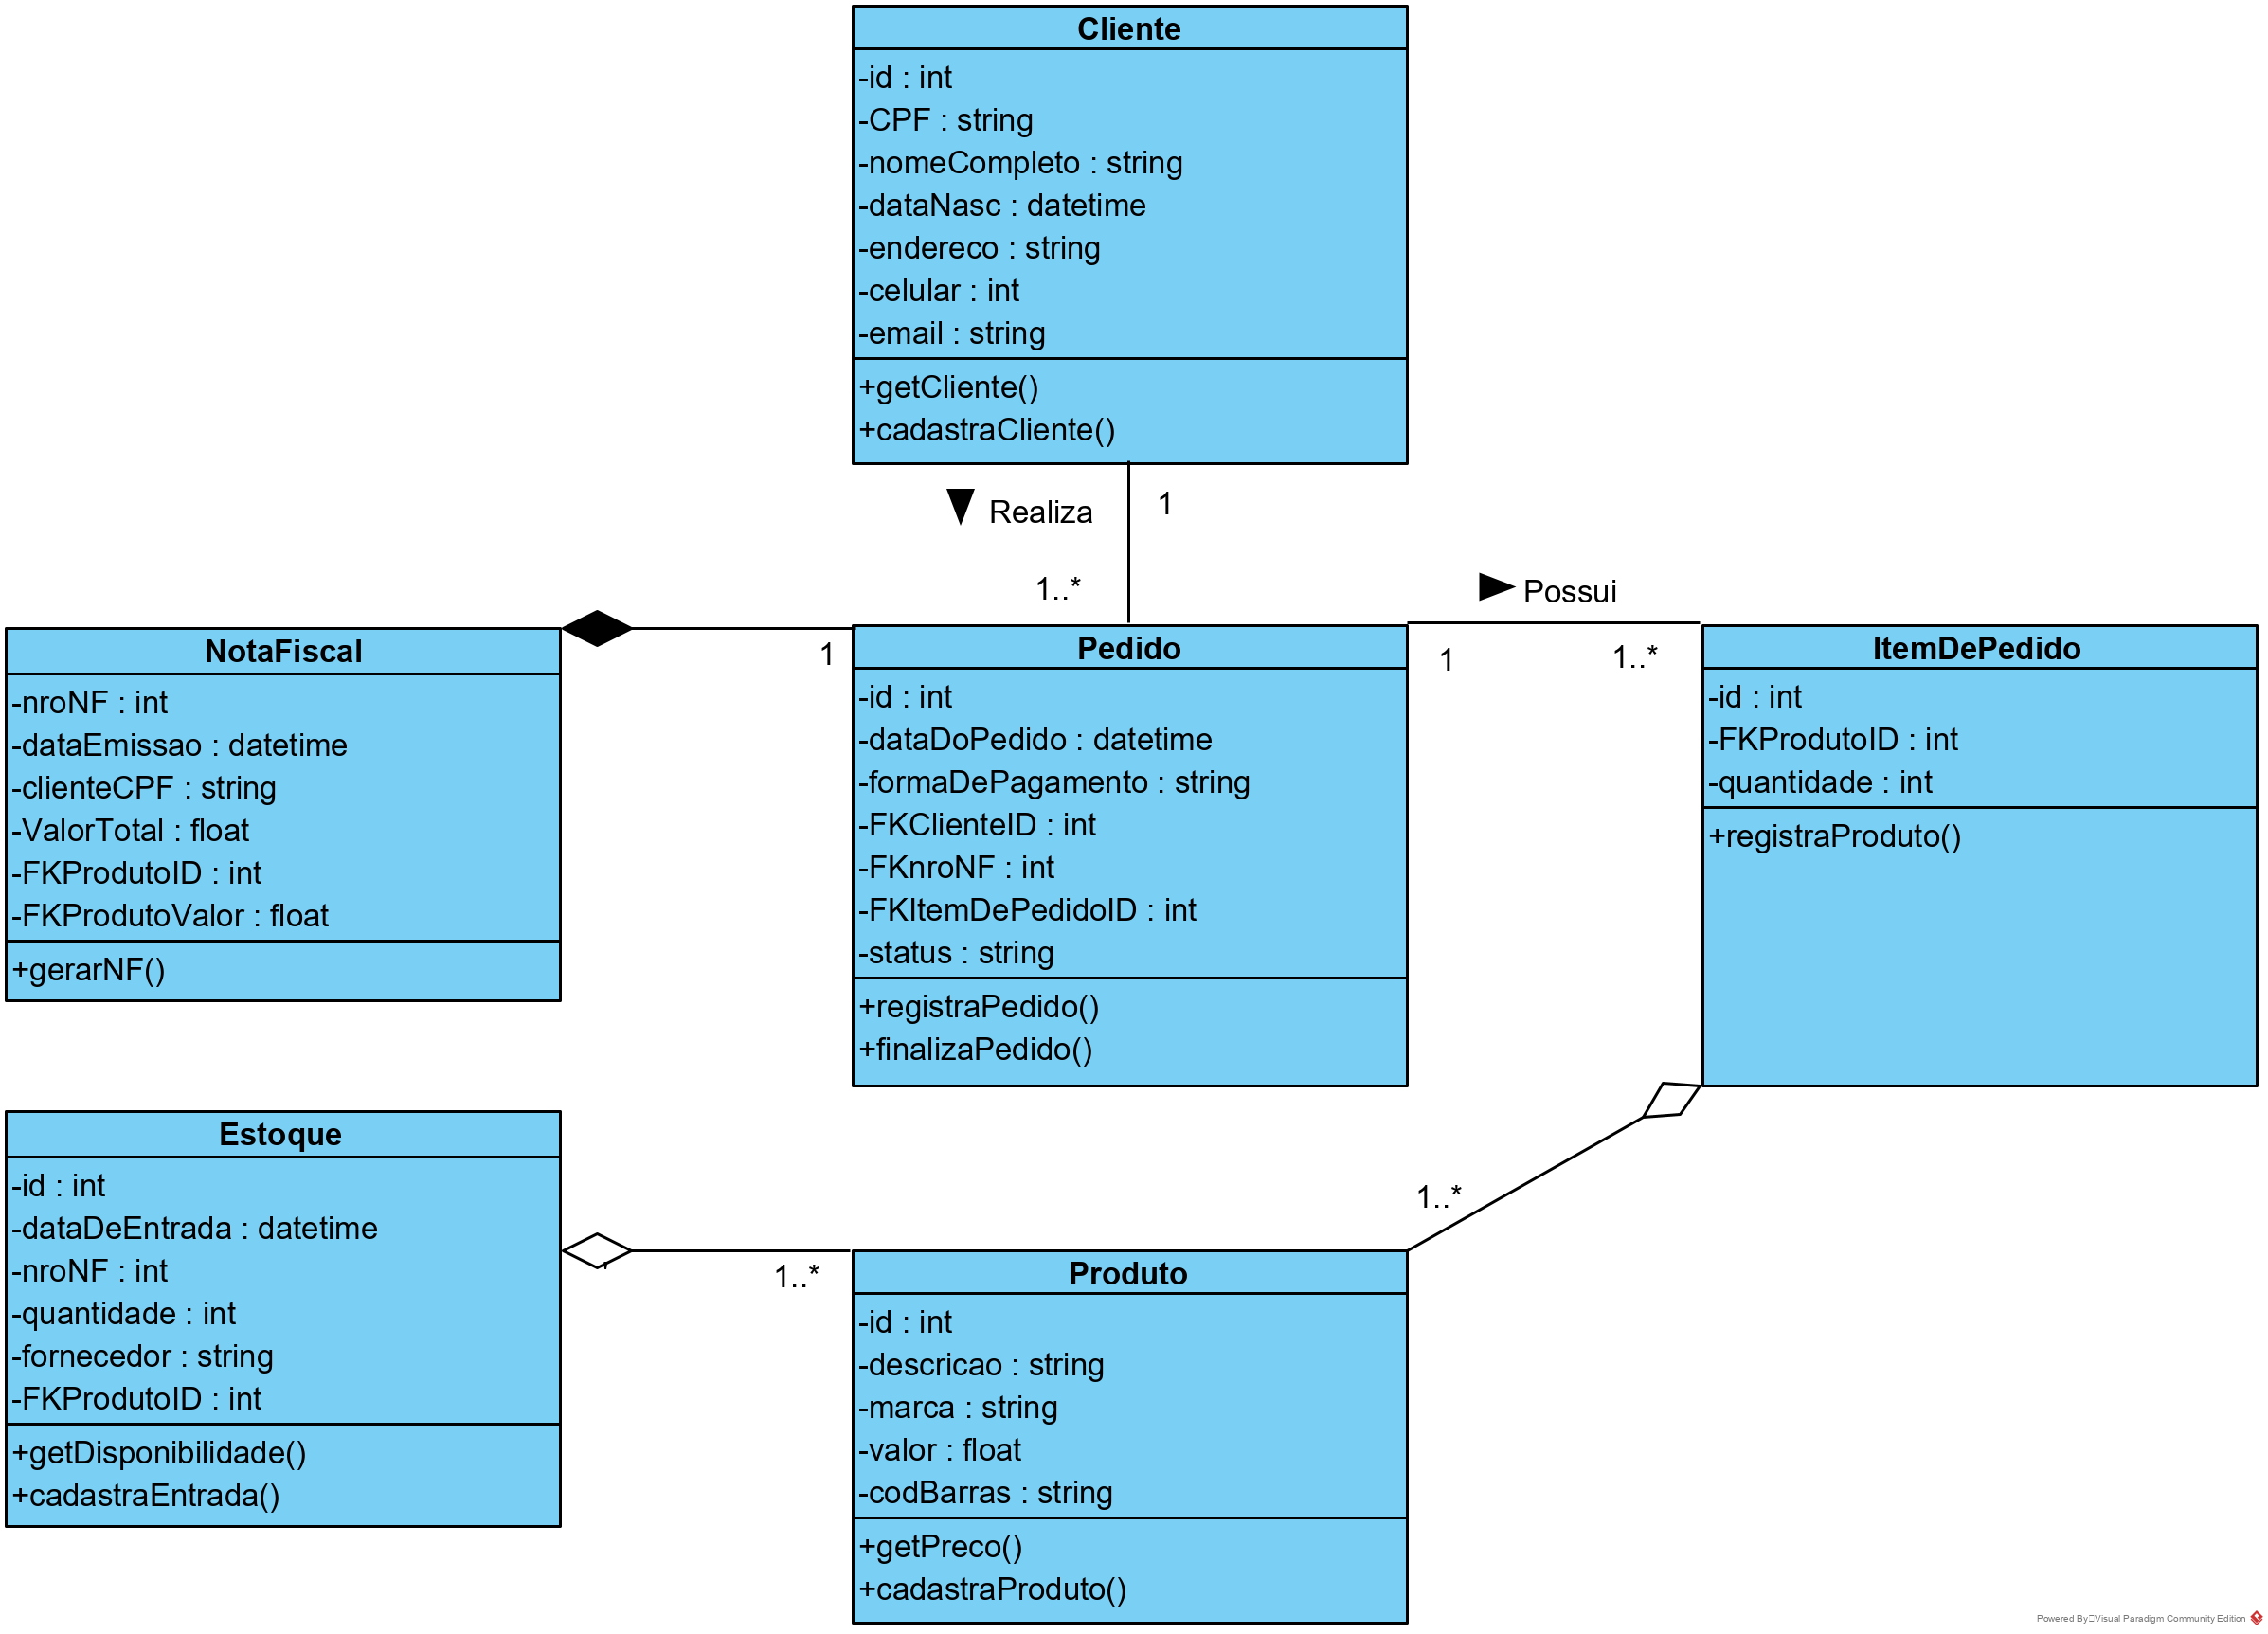 Cliente
-id : int
-CPF : string
-nomeCompleto : string
-dataNasc : datetime
-endereco : string
-celular : int
-email : string
+getCliente()
+cadastraCliente()
Realiza
1
1..*
Possui
1
1
1..*
NotaFiscal
-nroNF : int
-dataEmissao : datetime
-clienteCPF : string
-ValorTotal : float
-FKProdutoID : int
-FKProdutoValor : float
+gerarNF()
Pedido
-id : int
-dataDoPedido : datetime
-formaDePagamento : string
-FKClienteID : int
-FKnroNF : int
-FKItemDePedidoID : int
-status : string
+registraPedido()
+finalizaPedido()
ItemDePedido
-id : int
-FKProdutoID : int
-quantidade : int
+registraProduto()
Estoque
-id : int
-dataDeEntrada : datetime
-nroNF : int
-quantidade : int
-fornecedor : string
-FKProdutoID : int
+getDisponibilidade()
+cadastraEntrada()
1..*
1..*
Produto
-id : int
-descricao : string
-marca : string
-valor : float
-codBarras : string
+getPreco()
+cadastraProduto()
Powered By Visual Paradigm Community Edition